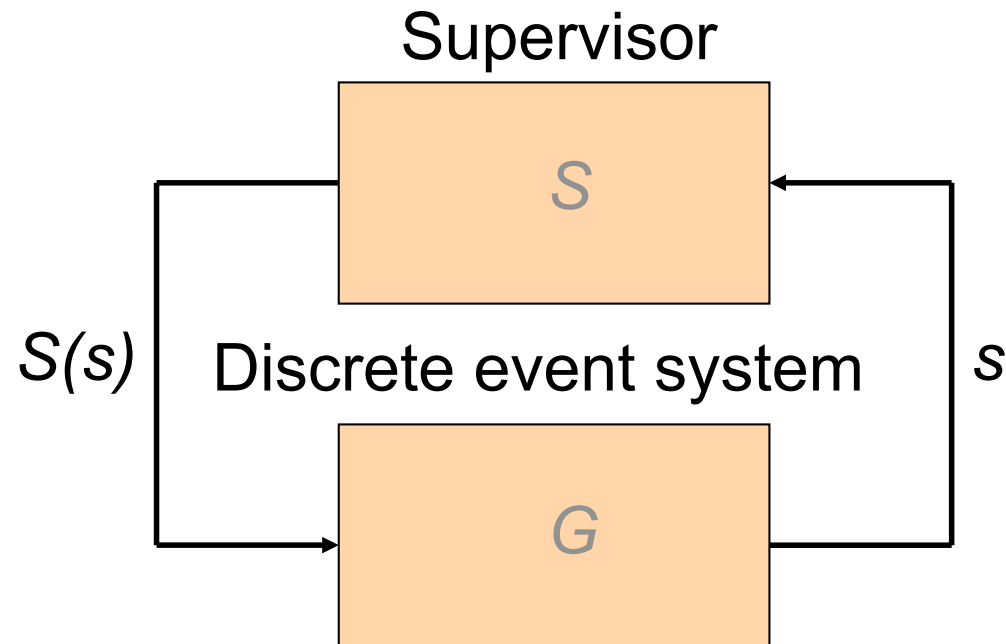 Supervisor
S
S(s)
Discrete event system
s
G